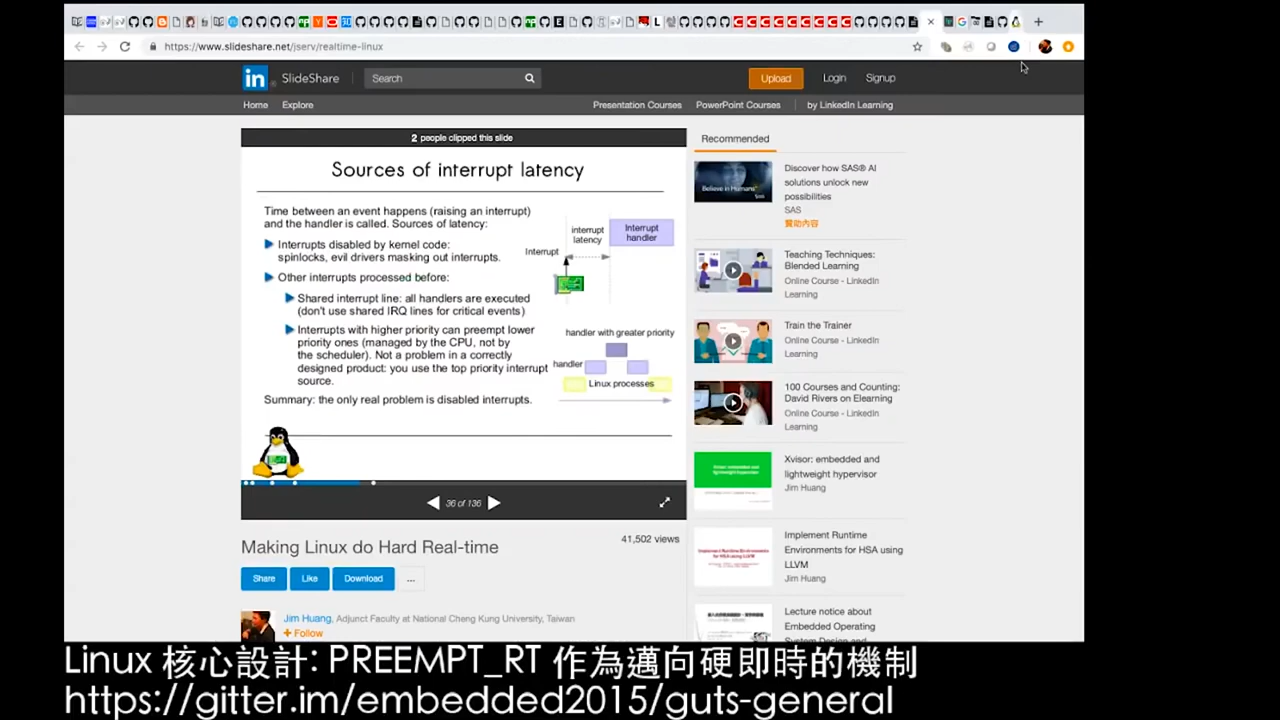 https://www.slideshare.net/jserv/realtime-linux
in SlideShare
Search
Upload
Login
Signup
Home
Explore
Presentation Courses
PowerPoint Courses
by LinkedIn Learning
2 people clipped this slide
Sources of interrupt latency
Time between an event happens (raising an interrupt)
and the handler is called. Sources of latency:
Interrupts disabled by kernel code:
spinlocks, evil drivers masking out interrupts.
Other interrupts processed before:
Shared interrupt line: all handlers are executed
(don't use shared IRQ lines for critical events)
Interrupts with higher priority can preempt lower
priority ones (managed by the CPU, not by
the scheduler). Not a problem in a correctly
designed product: you use the top priority interrupt
source.
Summary: the only real problem is disabled interrupts.
Interrupt
interrupt
latency
Interrupt
handler
handler with greater priority
handler
Linux processes
36 of 136
Making Linux do Hard Real-time
41,502 views
Share
Like
Download
...
Jim Huang, Adjunct Faculty at National Cheng Kung University, Taiwan
+ Follow
Recommended
Believe in Humans
Discover how SAS® AI
solutions unlock new
possibilities
SAS
贊助內容
Teaching Techniques:
Blended Learning
Online Course - LinkedIn
Learning
Train the Trainer
Online Course - LinkedIn
Learning
100 Courses and Counting:
David Rivers on Elearning
Online Course - LinkedIn
Learning
Xvisor: embedded and
lightweight hypervisor
Jim Huang
Implement Runtime
Environments for HSA using
LLVM
Jim Huang
Lecture notice about
Embedded Operating
System Design and
Linux 核心設計: PREEMPT_RT 作為邁向硬即時的機制
https://gitter.im/embedded2015/guts-general